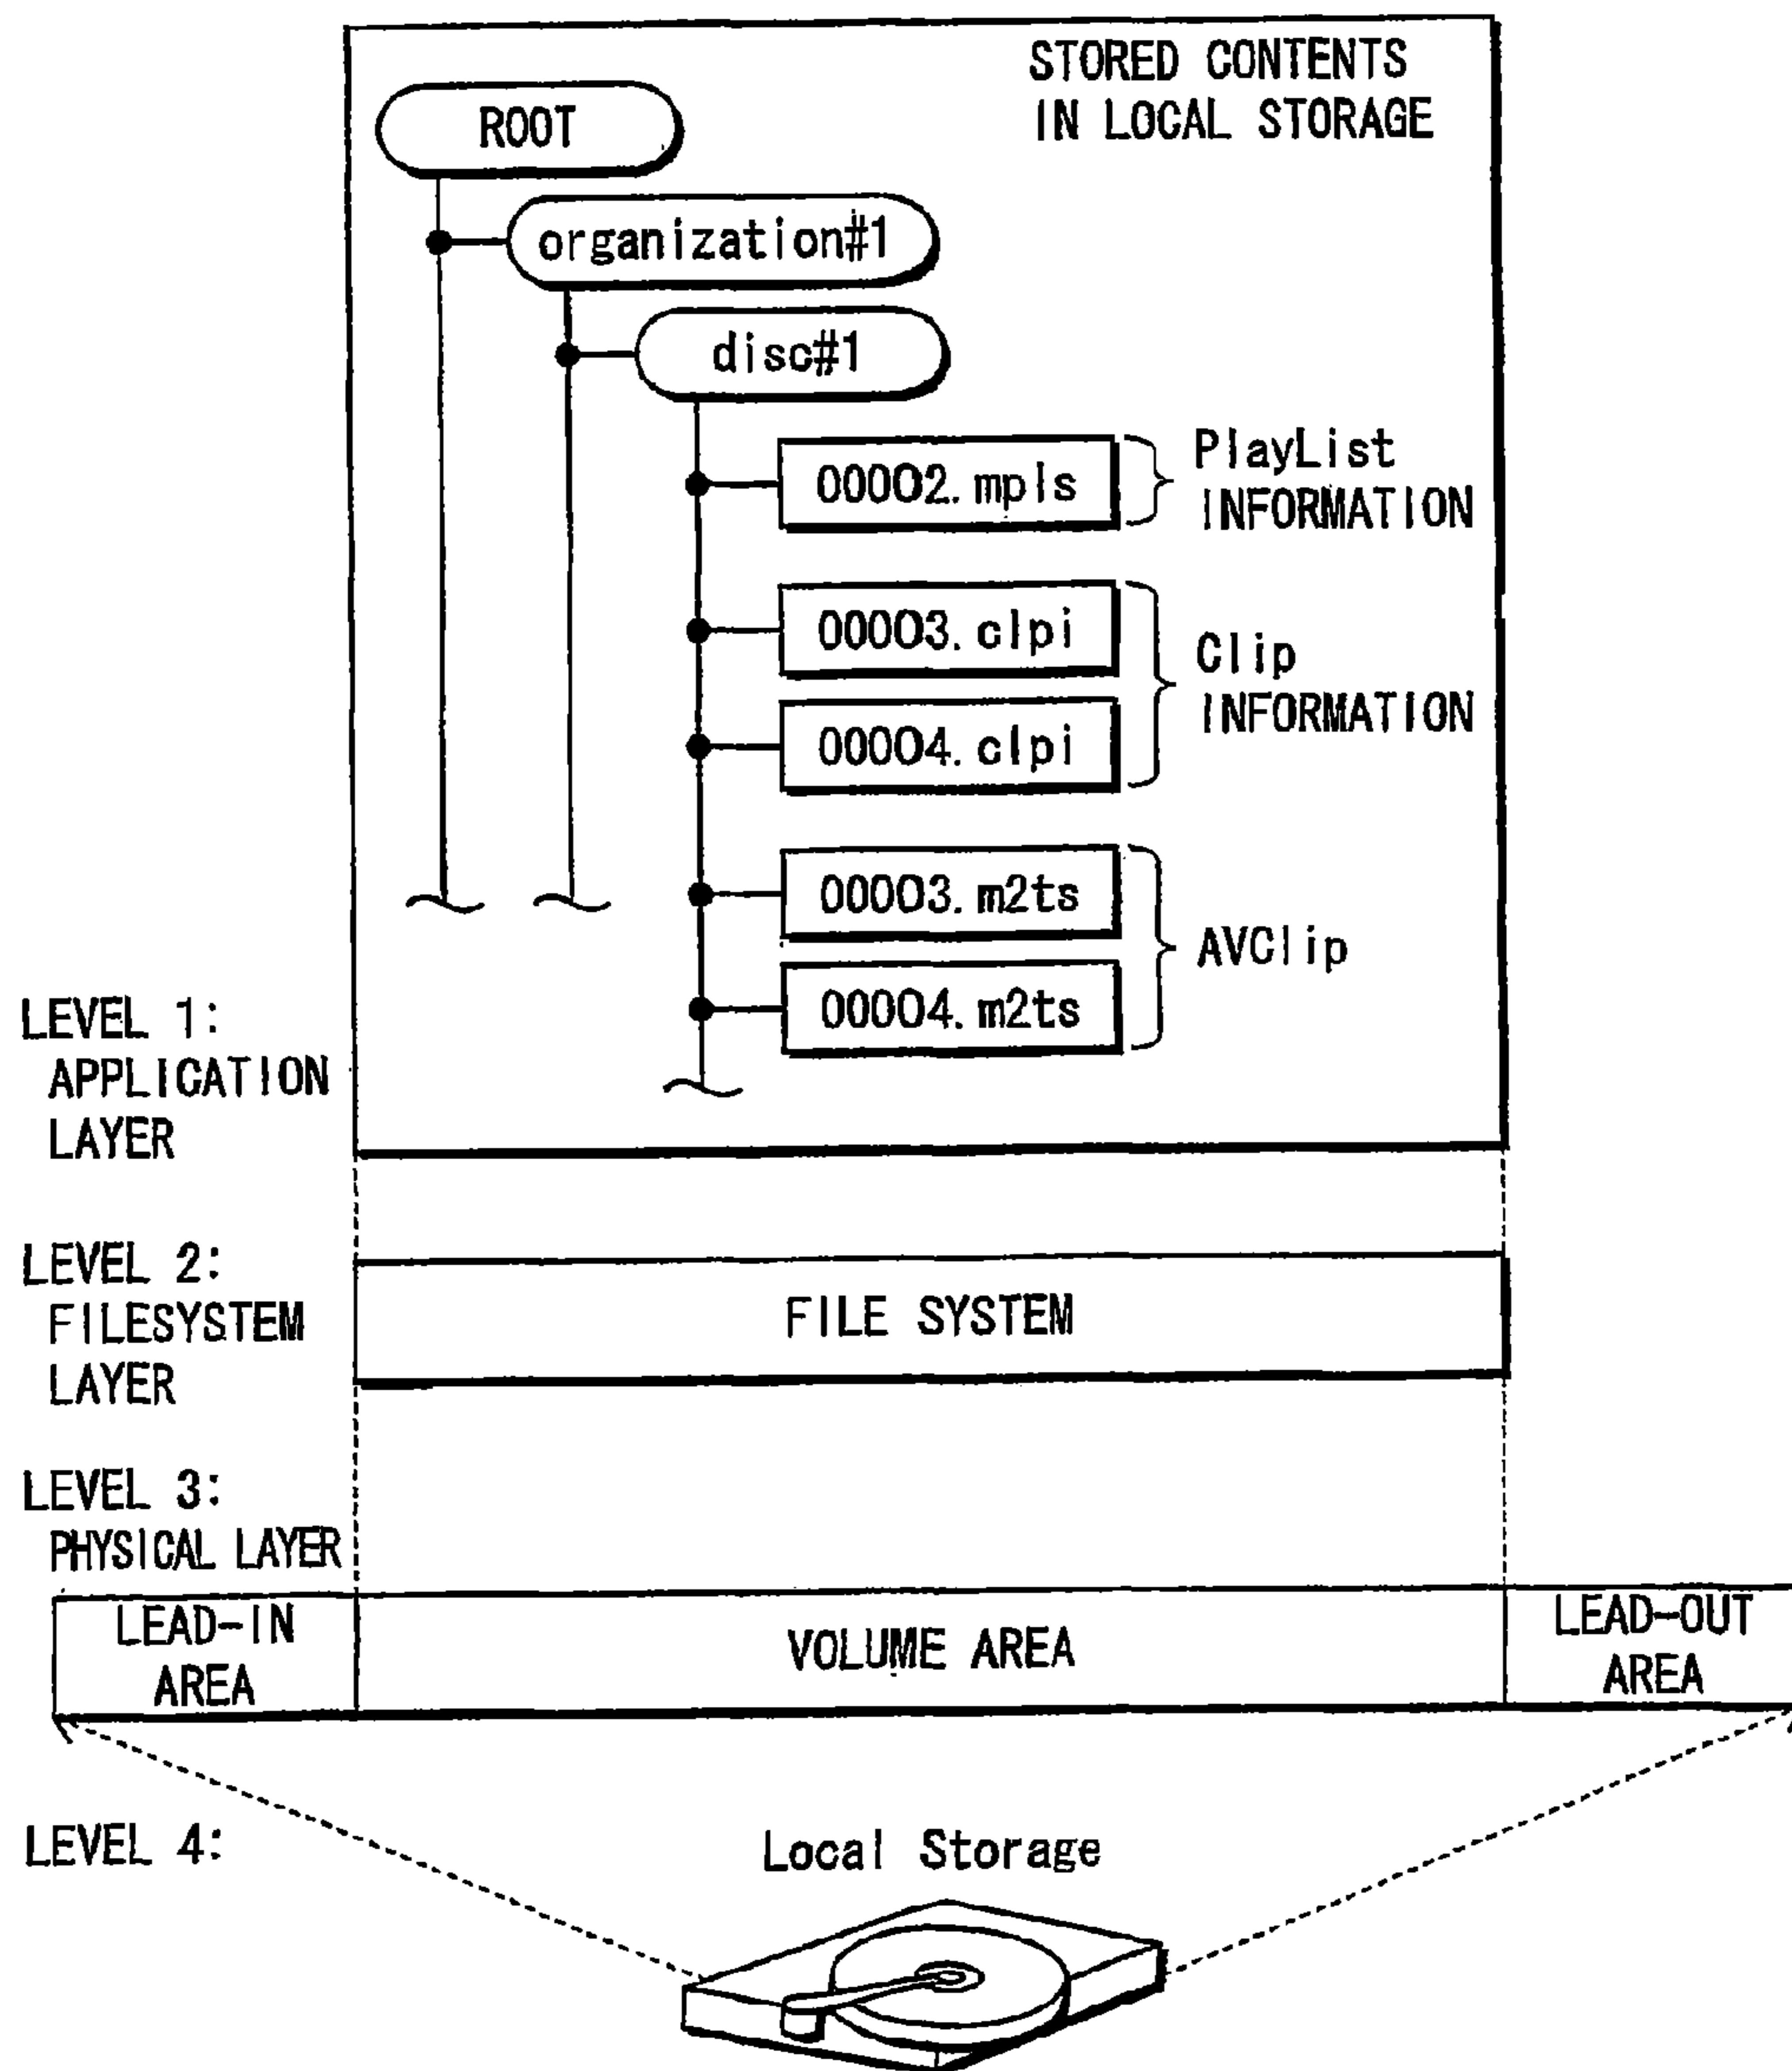 STORED CONTENTS
IN LOCAL STORAGE
ROOT
organization#1
disc#1
00002.mpls
PlayList
INFORMATION
00003.clpi
00004.clpi
Clip
INFORMATION
00003.m2ts
00004.m2ts
AVClip
LEVEL 1:
APPLICATION
LAYER
LEVEL 2:
FILESYSTEM
LAYER
FILE SYSTEM
LEVEL 3:
PHYSICAL LAYER
LEAD-IN
AREA
VOLUME AREA
LEAD-OUT
AREA
LEVEL 4:
Local Storage